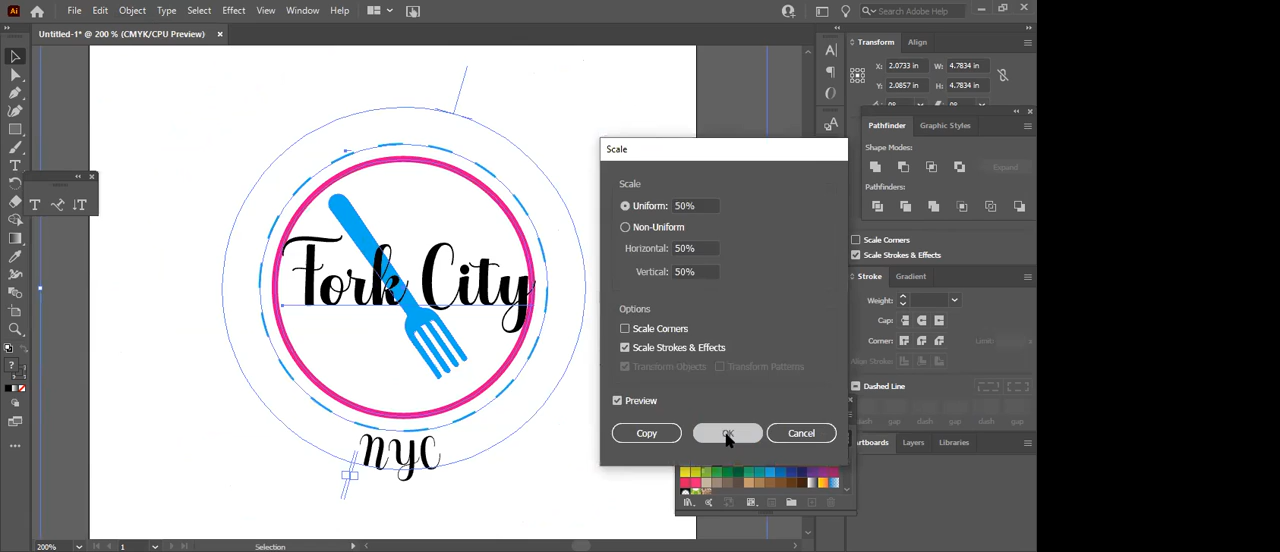 Ai File Edit Object Type Select Effect View Window Help Search Adobe Help
Untitled-1* @ 200 % (CMYK/CPU Preview) ×
Transform Align
X: 2.0733 in W: 4.7834 in
Y: 2.0857 in H: 4.7834 in
Pathfinder Graphic Styles
Shape Modes:
Expand
Pathfinders:
Scale Corners
Scale Strokes & Effects
Stroke Gradient
Weight:
Cap:
Corner: Limit:
Align Stroke:
Dashed Line
dash gap dash gap dash gap
Artboards Layers Libraries
Scale
Scale
Uniform: 50%
Non-Uniform
Horizontal: 50%
Vertical: 50%
Options
Scale Corners
Scale Strokes & Effects
Transform Objects Transform Patterns
Preview
Copy OK Cancel
Fork City
NYC
200% 1 Selection